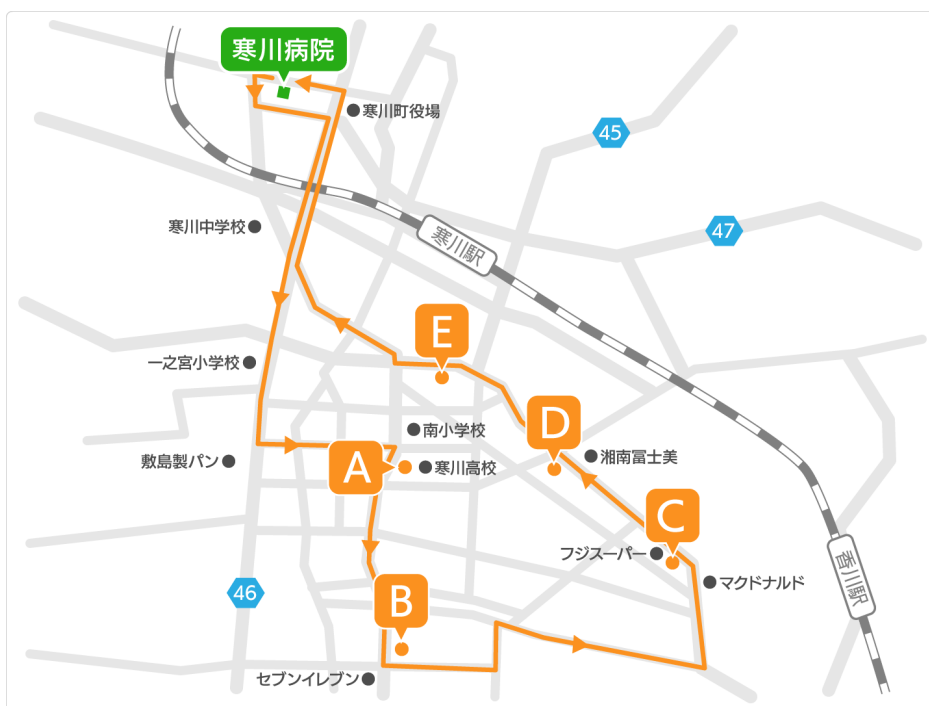 寒川病院
寒川町役場
45
47
寒川中学校
寒川駅
E
一之宮小学校
D
南小学校
敷島製パン
A
寒川高校
湘南冨士美
C
フジスーパー
マクドナルド
香川駅
46
B
セブンイレブン